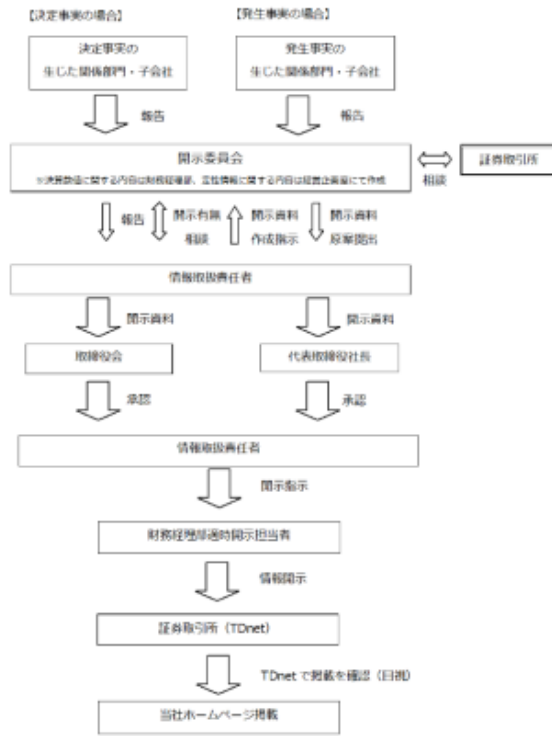 【決定事実の場合】
【発生事実の場合】
決定事実の
生じた関係部門・子会社
発生事実の
生じた関係部門・子会社
報告
報告
開示委員会
※決算数値に関する内容は財務経理部、定性情報に関する内容は経営企画室にて作成
証券取引所
相談
報告
開示有無
相談
開示資料
作成指示
開示資料
原案提出
情報取扱責任者
開示資料
開示資料
取締役会
代表取締役社長
承認
承認
情報取扱責任者
開示指示
財務経理部適時開示担当者
情報開示
証券取引所（TDnet）
TDnet で掲載を確認（目視）
当社ホームページ掲載